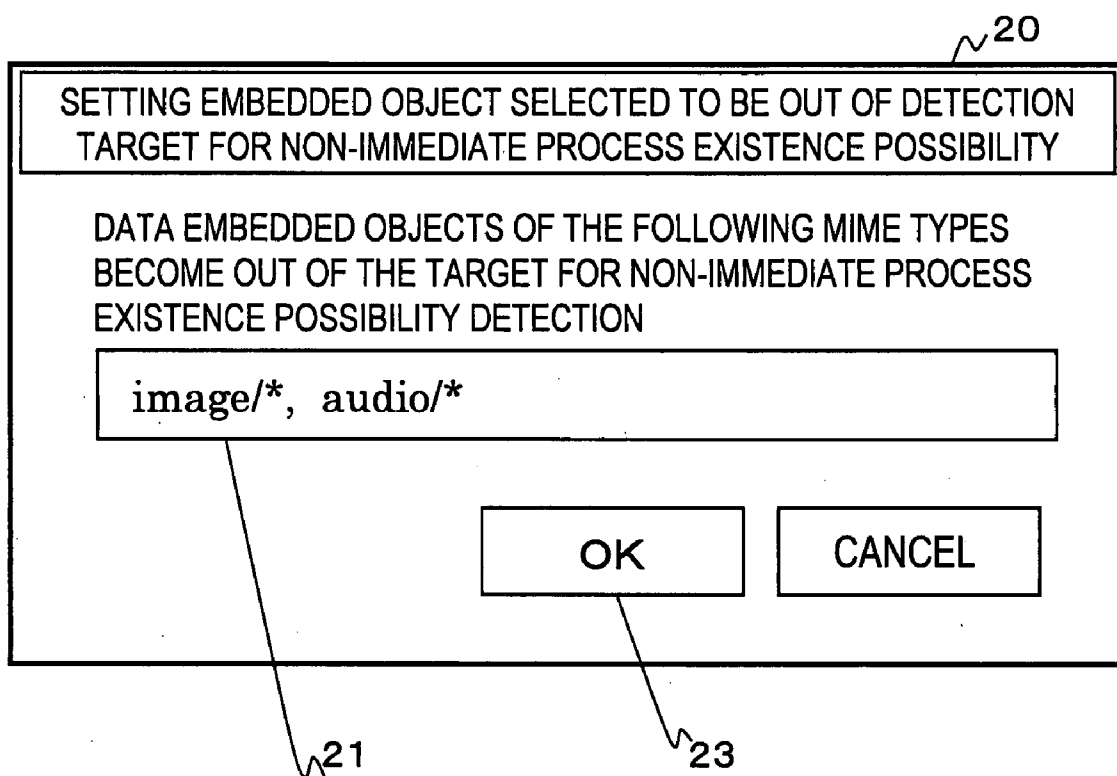 20
SETTING EMBEDDED OBJECT SELECTED TO BE OUT OF DETECTION
TARGET FOR NON-IMMEDIATE PROCESS EXISTENCE POSSIBILITY
DATA EMBEDDED OBJECTS OF THE FOLLOWING MIME TYPES
BECOME OUT OF THE TARGET FOR NON-IMMEDIATE PROCESS
EXISTENCE POSSIBILITY DETECTION
image/*, audio/*
OK CANCEL
21 23